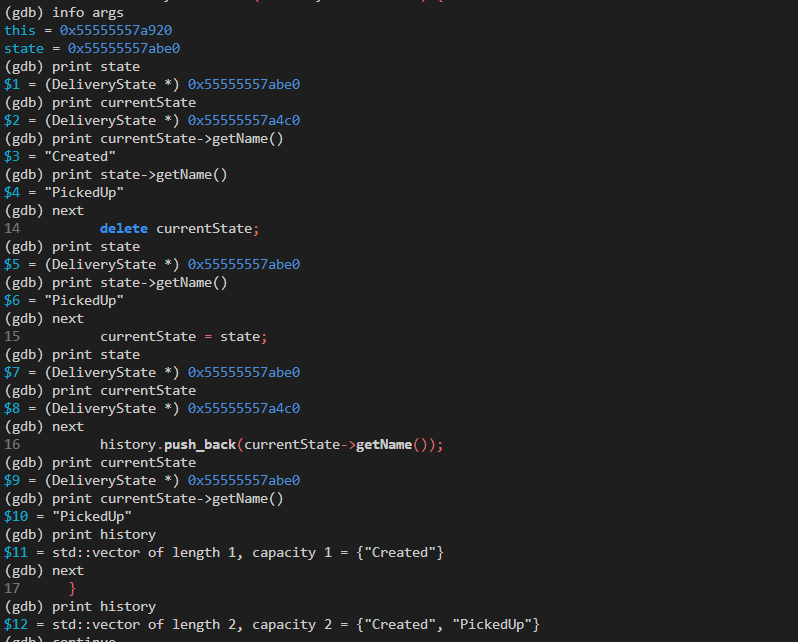 (gdb) info args
this = 0x55555557a920
state = 0x55555557abe0
(gdb) print state
$1 = (DeliveryState *) 0x55555557abe0
(gdb) print currentState
$2 = (DeliveryState *) 0x55555557a4c0
(gdb) print currentState->getName()
$3 = "Created"
(gdb) print state->getName()
$4 = "PickedUp"
(gdb) next
14          delete currentState;
(gdb) print state
$5 = (DeliveryState *) 0x55555557abe0
(gdb) print state->getName()
$6 = "PickedUp"
(gdb) next
15          currentState = state;
(gdb) print state
$7 = (DeliveryState *) 0x55555557abe0
(gdb) print currentState
$8 = (DeliveryState *) 0x55555557a4c0
(gdb) next
16          history.push_back(currentState->getName());
(gdb) print currentState
$9 = (DeliveryState *) 0x55555557abe0
(gdb) print currentState->getName()
$10 = "PickedUp"
(gdb) print history
$11 = std::vector of length 1, capacity 1 = {"Created"}
(gdb) next
17      }
(gdb) print history
$12 = std::vector of length 2, capacity 2 = {"Created", "PickedUp"}
(gdb) continue